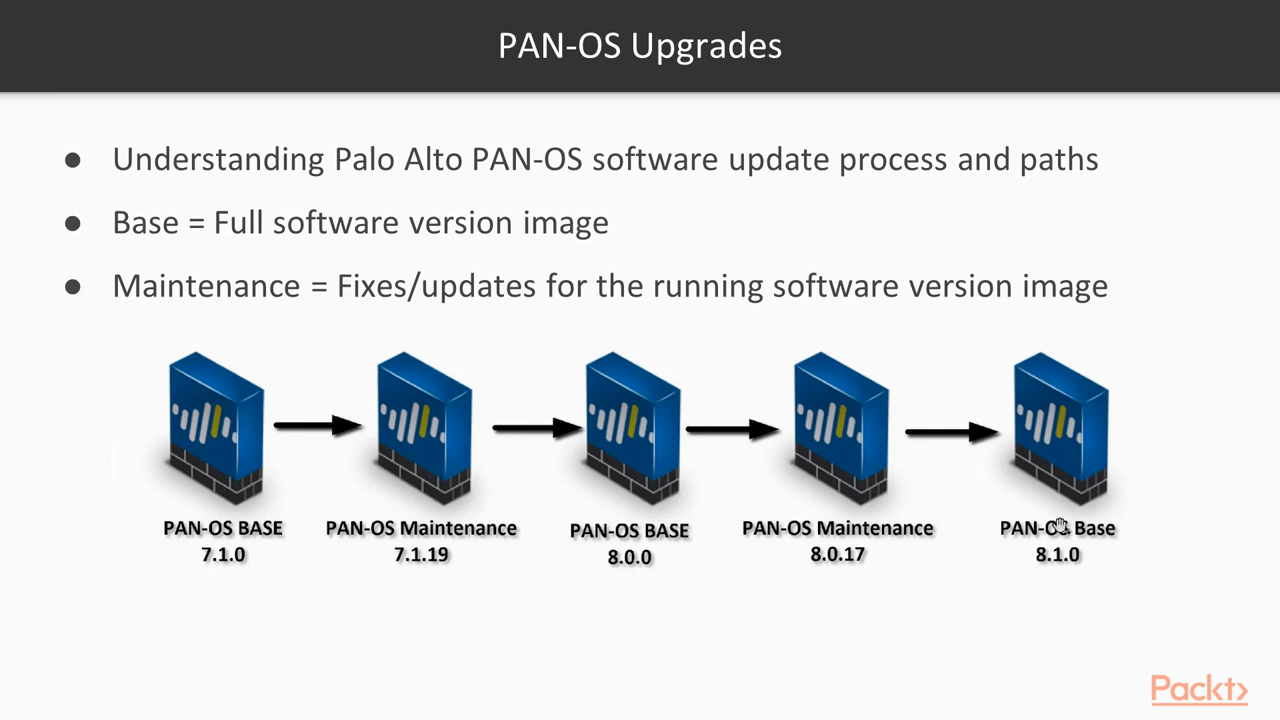 PAN-OS Upgrades
● Understanding Palo Alto PAN-OS software update process and paths
● Base = Full software version image
● Maintenance = Fixes/updates for the running software version image
PAN-OS BASE
7.1.0
PAN-OS Maintenance
7.1.19
PAN-OS BASE
8.0.0
PAN-OS Maintenance
8.0.17
PAN-OS Base
8.1.0
Packt>